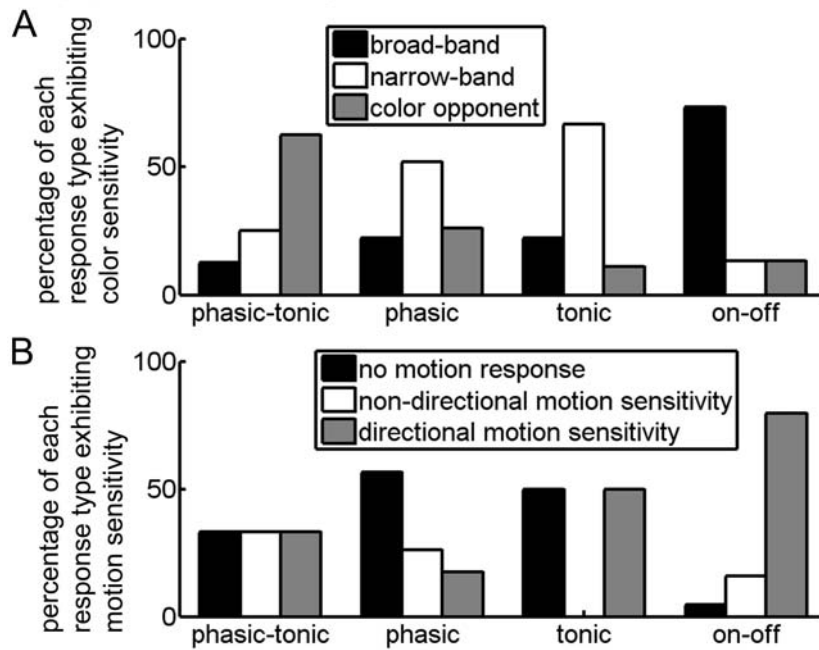 A
percentage of each
response type exhibiting
color sensitivity
100
50
0
broad-band
narrow-band
color opponent
phasic-tonic phasic tonic on-off
B
percentage of each
response type exhibiting
motion sensitivity
100
50
0
no motion response
non-directional motion sensitivity
directional motion sensitivity
phasic-tonic phasic tonic on-off